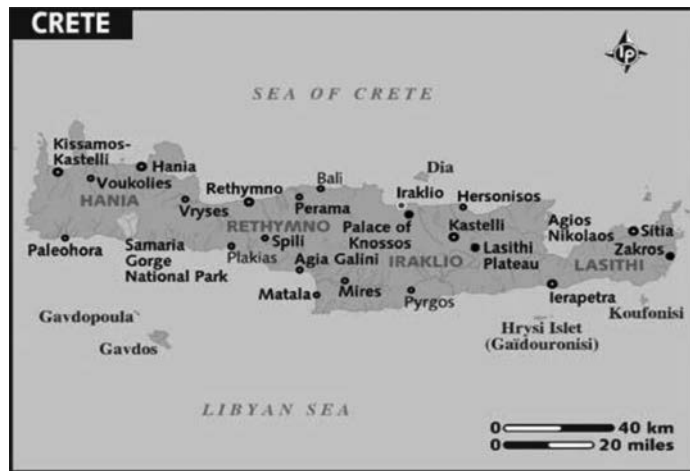 CRETE
LP
SEA OF CRETE
Kissamos-
Kastelli
Hania
Voukolies
HANIA
Vryses
Rethymno
Bali
Perama
Dia
Iraklio
Hersonisos
Palace of
Knossos
Kastelli
Agios
Nikolaos
Sitia
Zakros
Paleohora
Samaria
Gorge
National Park
RETHYMNO
Spili
Plakias
Agia Galini
IRAKLIO
Lasithi
Plateau
LASITHI
Matala
Mires
Pyrgos
Ierapetra
Gavdopoula
Gavdos
Hrysi Islet
(Gaïdouronisi)
Koufonisi
LIBYAN SEA
0 40 km
0 20 miles